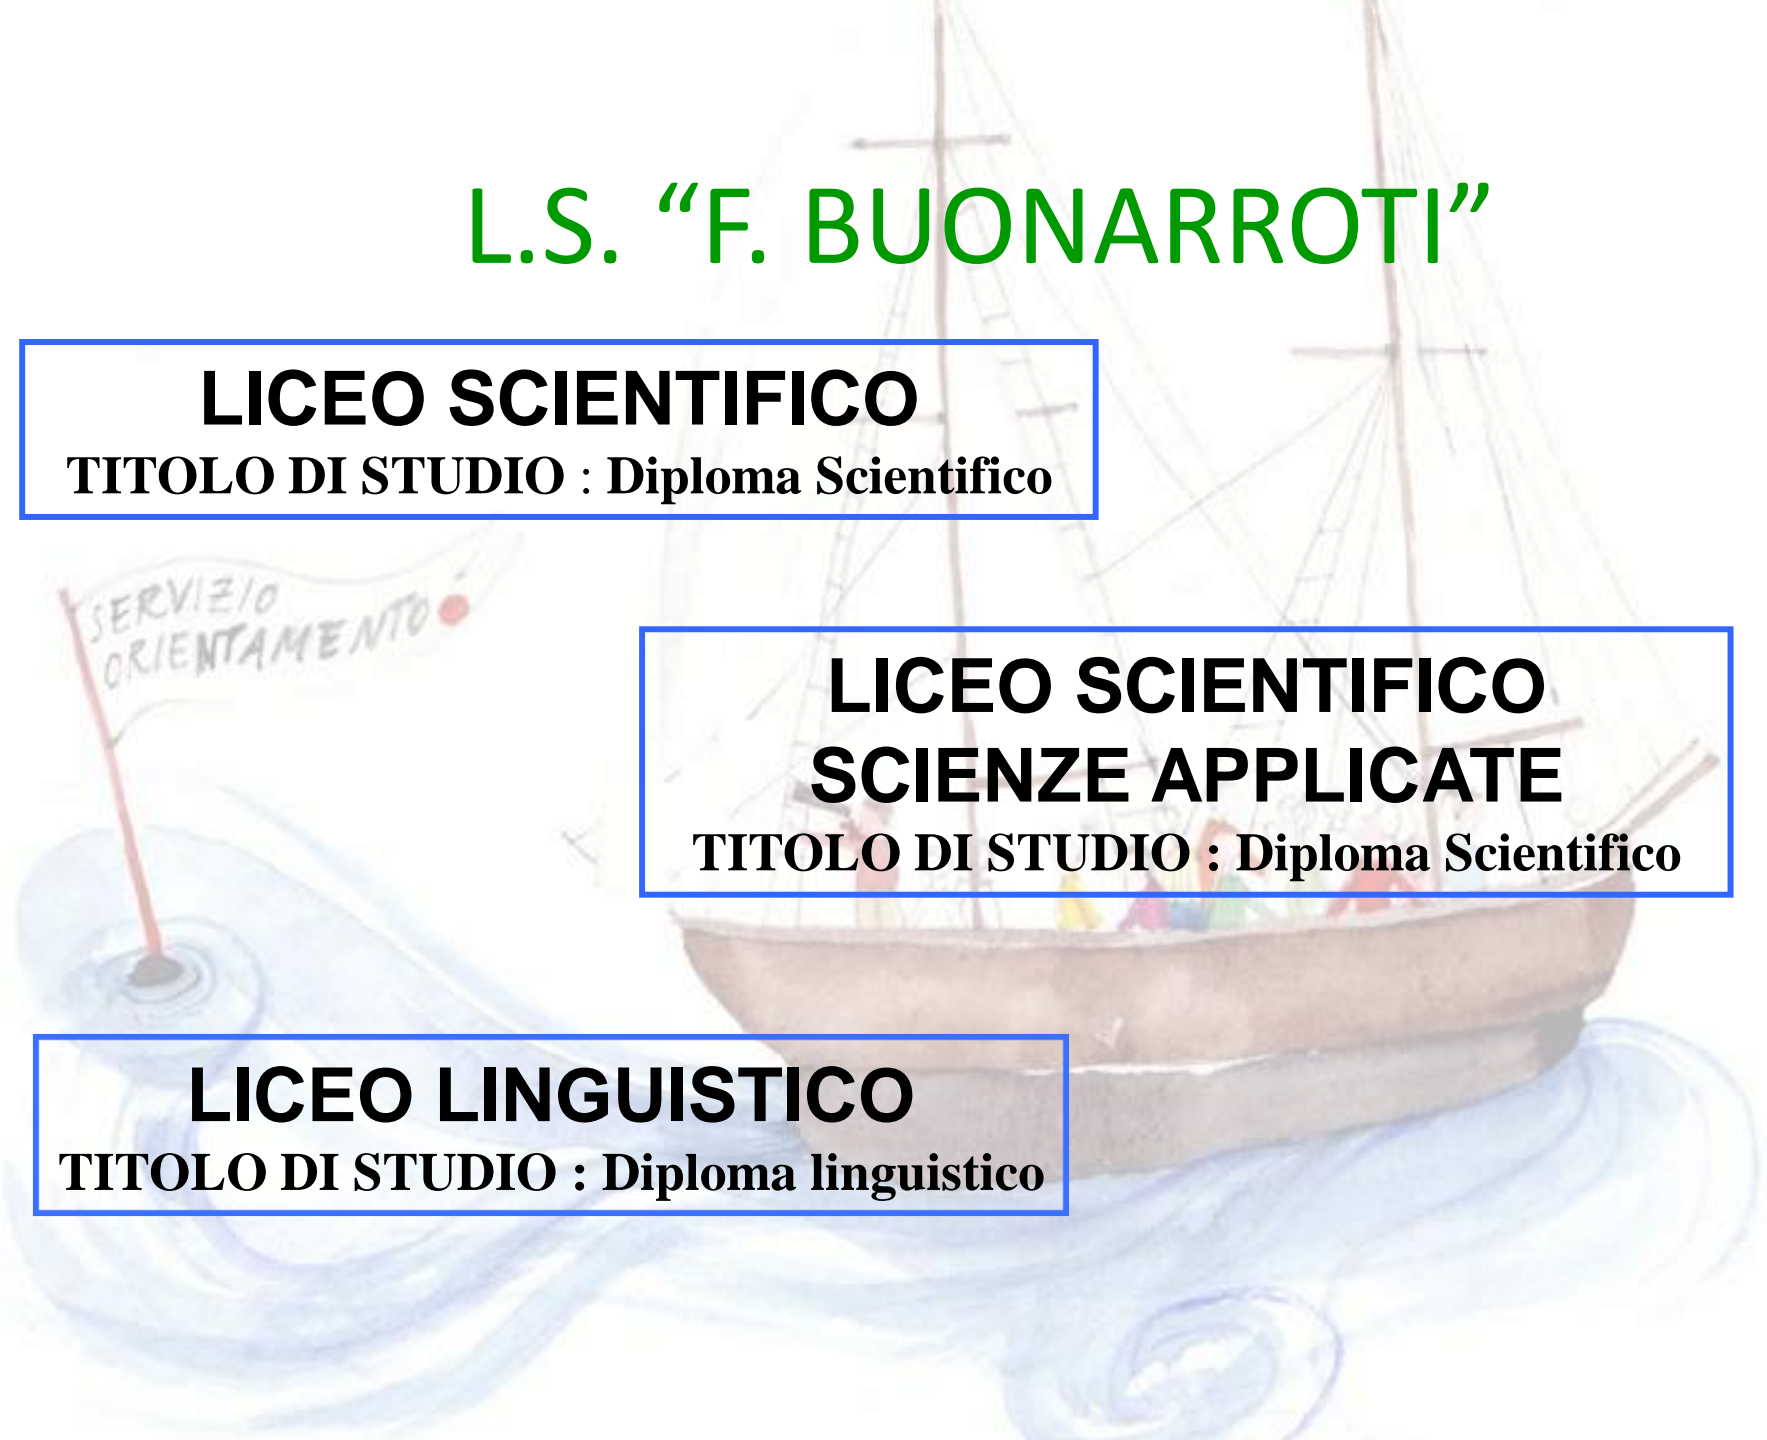 L.S. “F. BUONARROTI”
LICEO SCIENTIFICO
TITOLO DI STUDIO : Diploma Scientifico
SERVIZIO
ORIENTAMENTO
LICEO SCIENTIFICO
SCIENZE APPLICATE
TITOLO DI STUDIO : Diploma Scientifico
LICEO LINGUISTICO
TITOLO DI STUDIO : Diploma linguistico